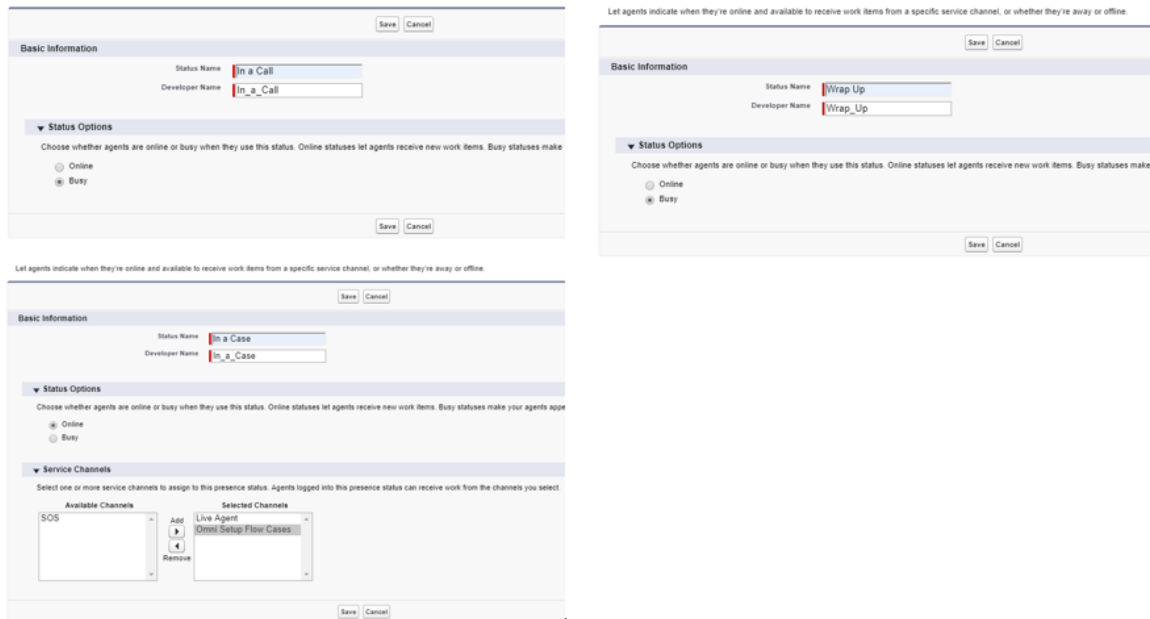 Save Cancel
Basic Information
Status Name In a Call
Developer Name In_a_Call
Status Options
Choose whether agents are online or busy when they use this status. Online statuses let agents receive new work items. Busy statuses make
Online
Busy
Save Cancel
Let agents indicate when they're online and available to receive work items from a specific service channel, or whether they're away or offline.
Save Cancel
Basic Information
Status Name Wrap Up
Developer Name Wrap_Up
Status Options
Choose whether agents are online or busy when they use this status. Online statuses let agents receive new work items. Busy statuses make
Online
Busy
Save Cancel
Let agents indicate when they're online and available to receive work items from a specific service channel, or whether they're away or offline.
Save Cancel
Basic Information
Status Name In a Case
Developer Name In_a_Case
Status Options
Choose whether agents are online or busy when they use this status. Online statuses let agents receive new work items. Busy statuses make your agents appe
Online
Busy
Service Channels
Select one or more service channels to assign to this presence status. Agents logged into this presence status can receive work from the channels you select.
Available Channels Selected Channels
SOS Add Live Agent
Omni Setup Flow Cases
Remove
Save Cancel